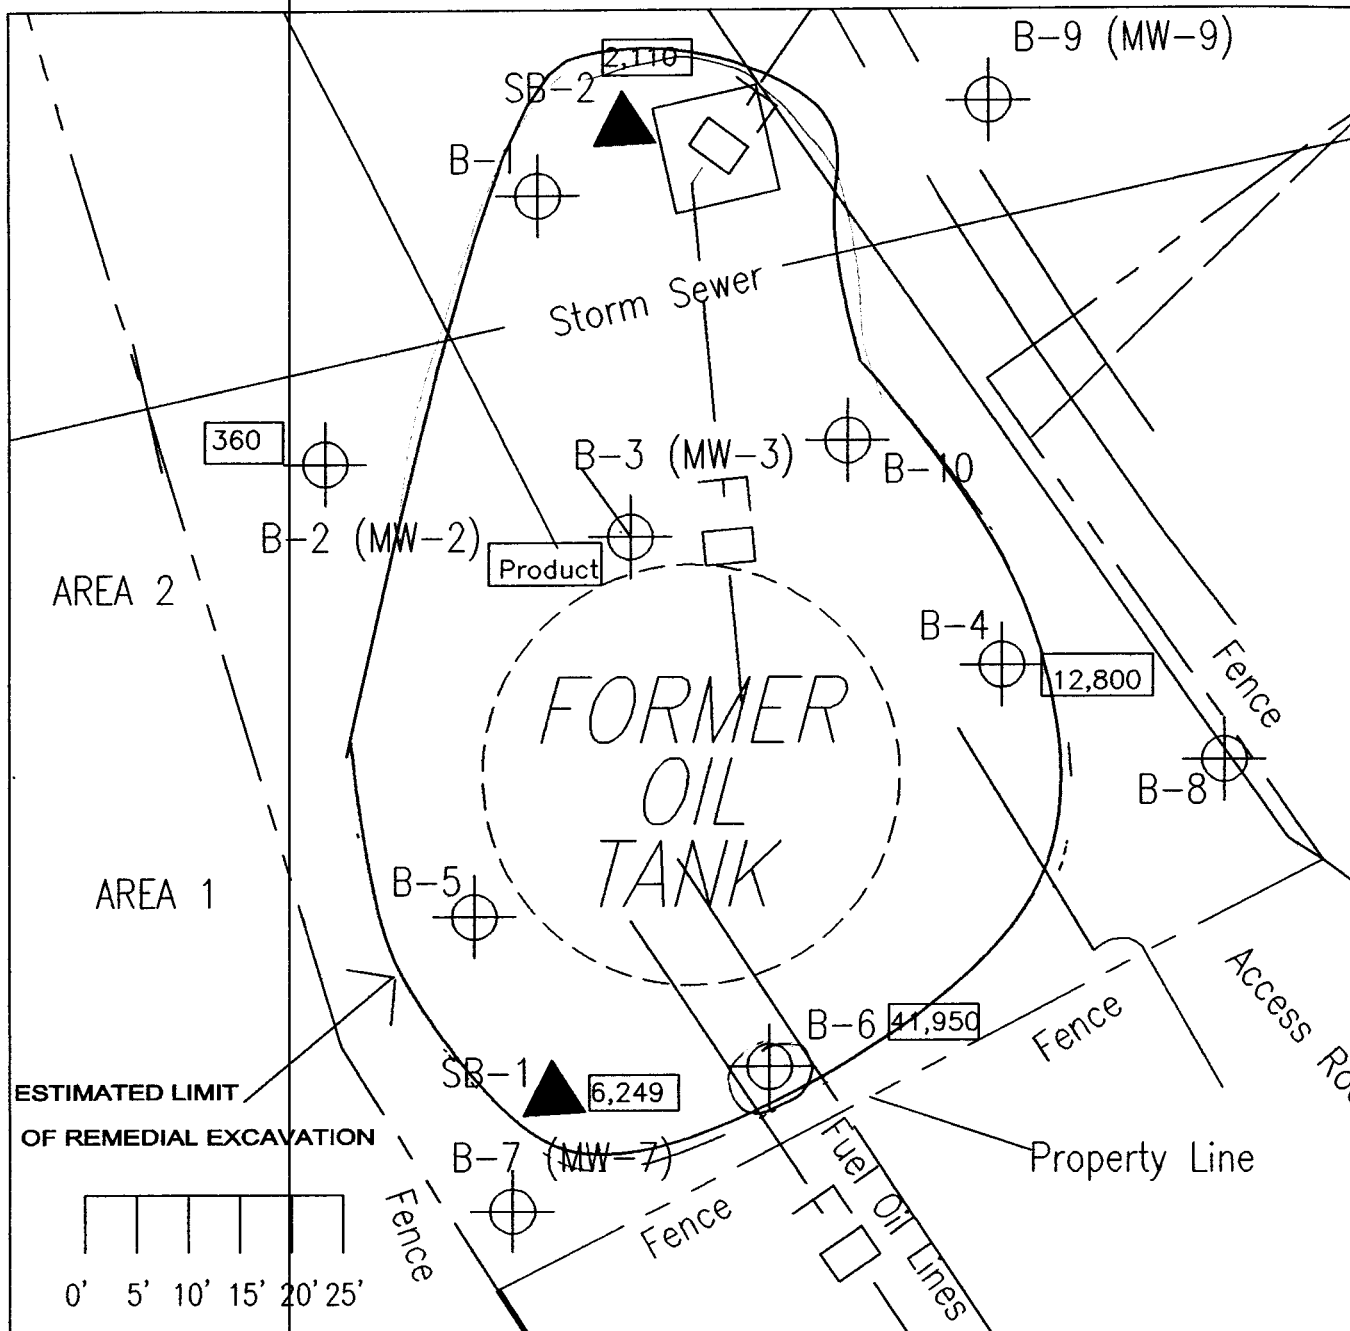 B-9 (MW-9)
2,110
SB-2
B-1
Storm Sewer
360
B-3 (MW-3)
B-10
B-2 (MW-2)
Product
AREA 2
B-4
Fence
12,800
FORMER
OIL
TANK
B-8
B-5
AREA 1
Access
B-6
41,950
Fence
SB-1
6,249
ESTIMATED LIMIT
OF REMEDIAL EXCAVATION
B-7 (MW-7)
Fuel Oil Lines
Property Line
Fence
Fence
0' 5' 10' 15' 20' 25'